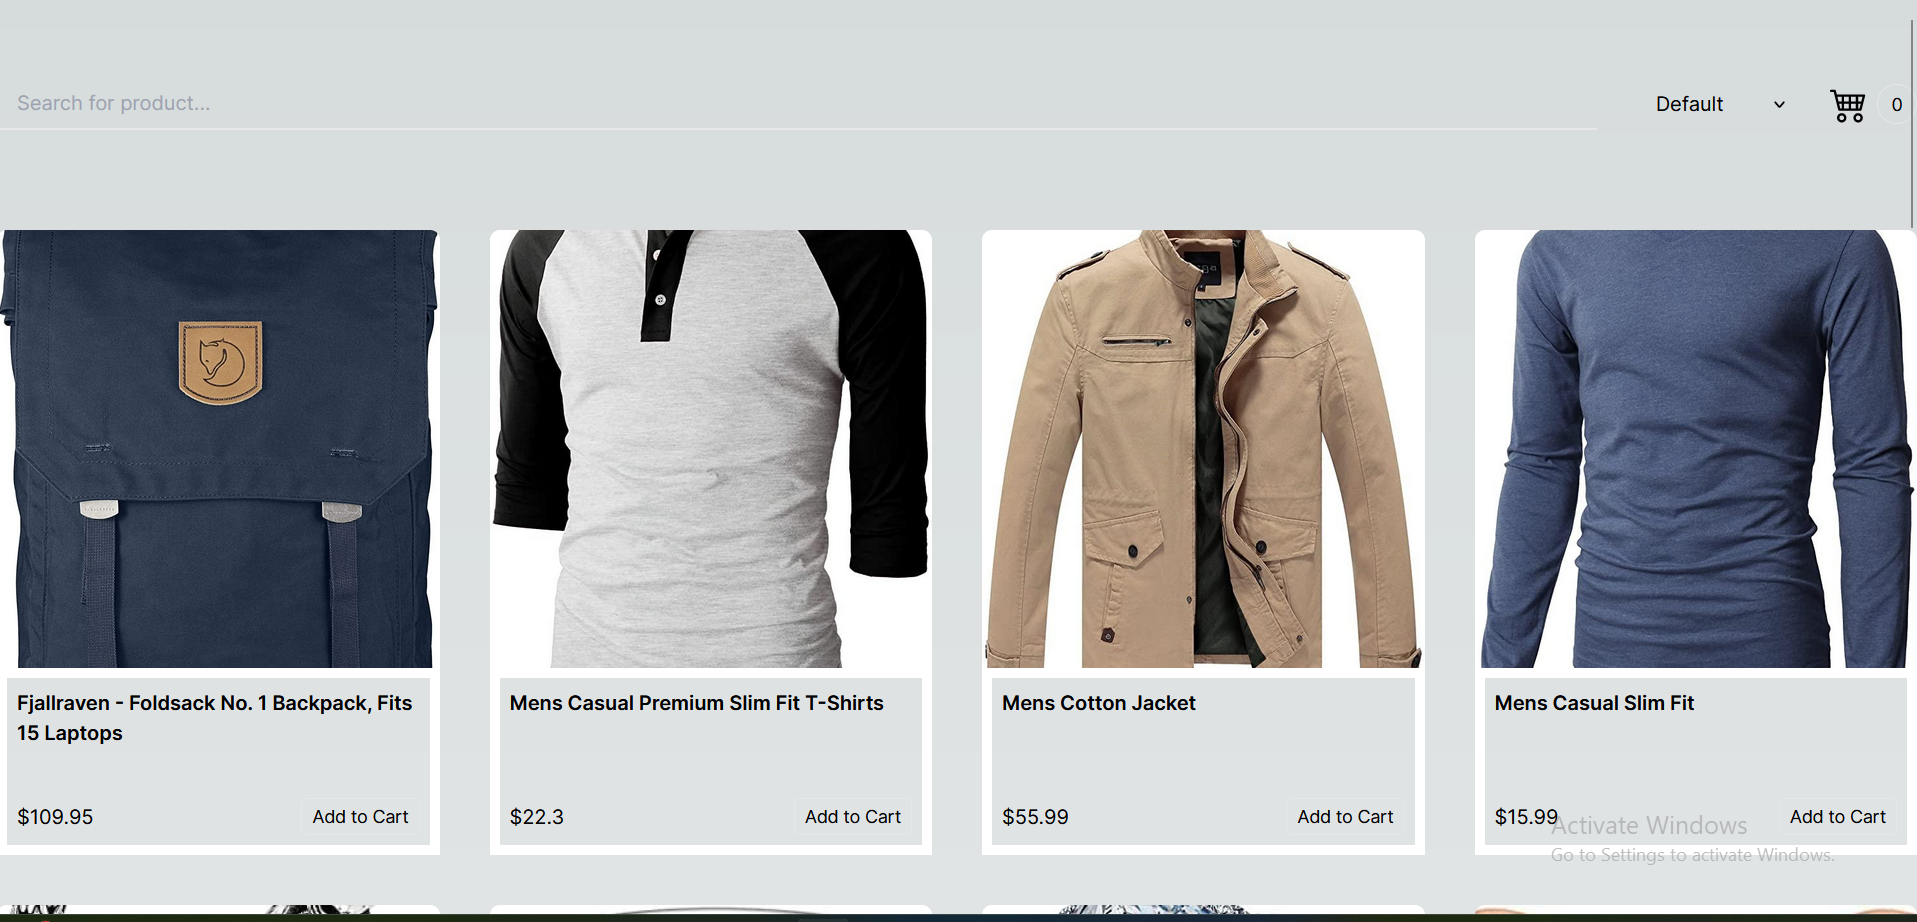 Search for product...
Default
0
Fjallraven - Foldsack No. 1 Backpack, Fits
15 Laptops
$109.95
Add to Cart
Mens Casual Premium Slim Fit T-Shirts
$22.3
Add to Cart
Mens Cotton Jacket
$55.99
Add to Cart
Mens Casual Slim Fit
$15.99
Add to Cart
Activate Windows
Go to Settings to activate Windows.